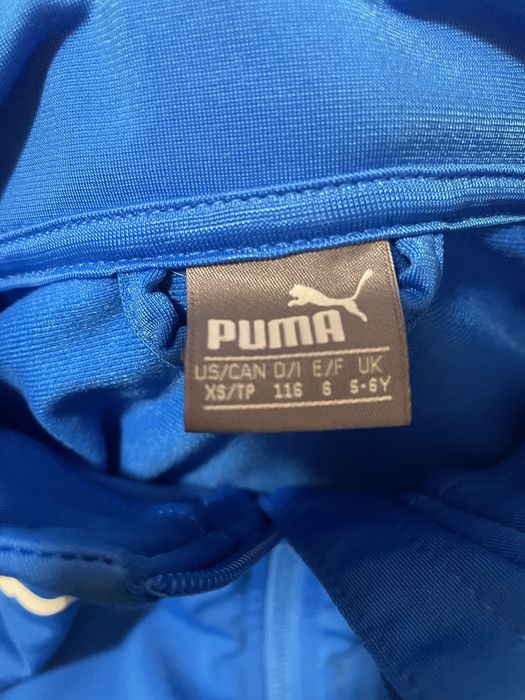 PUMA
US/CAN D/I E/F UK
XS/TP 116 6 5-6Y